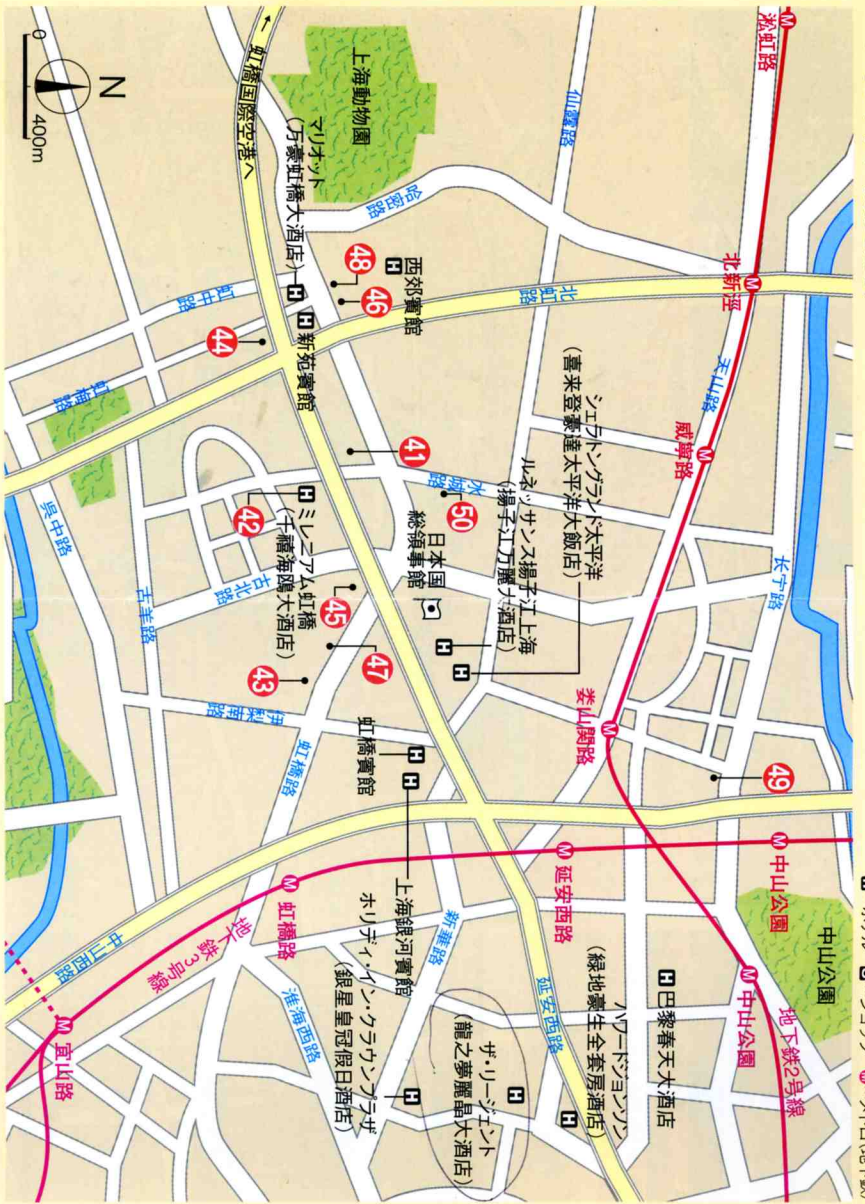 淞虹路
北新涇
威寧路
婁山関路
中山公園
中山公園
中山公園
延安西路
虹橋路
宜山路
地下鉄2号線
地下鉄3号線
仙霞路
哈密路
北虹路
天山路
长宁路
水城路
虹中路
虹梅路
呉中路
古北路
古羊路
伊梨南路
虹橋路
新華路
延安西路
淮海西路
中山西路
上海動物園
←虹橋国際空港へ
マリオット
(万豪虹橋大酒店)
西郊賓館
新苑賓館
シェラトングランド太平洋
(喜来登豪達太平洋大飯店)
ルネッサンス揚子江上海
(揚子江万麗大酒店)
日本国
総領事館
ミレニアム虹橋
(千禧海鴎大酒店)
虹橋賓館
上海銀河賓館
ホリデイ・イン・クラウンプラザ
(銀星皇冠假日酒店)
ザ・リージェント
(龍之夢麗晶大酒店)
ハワードジョンソン
(緑地豪生全套房酒店)
巴黎春天大酒店
41
42
43
44
45
46
47
48
49
50
N
0
400m